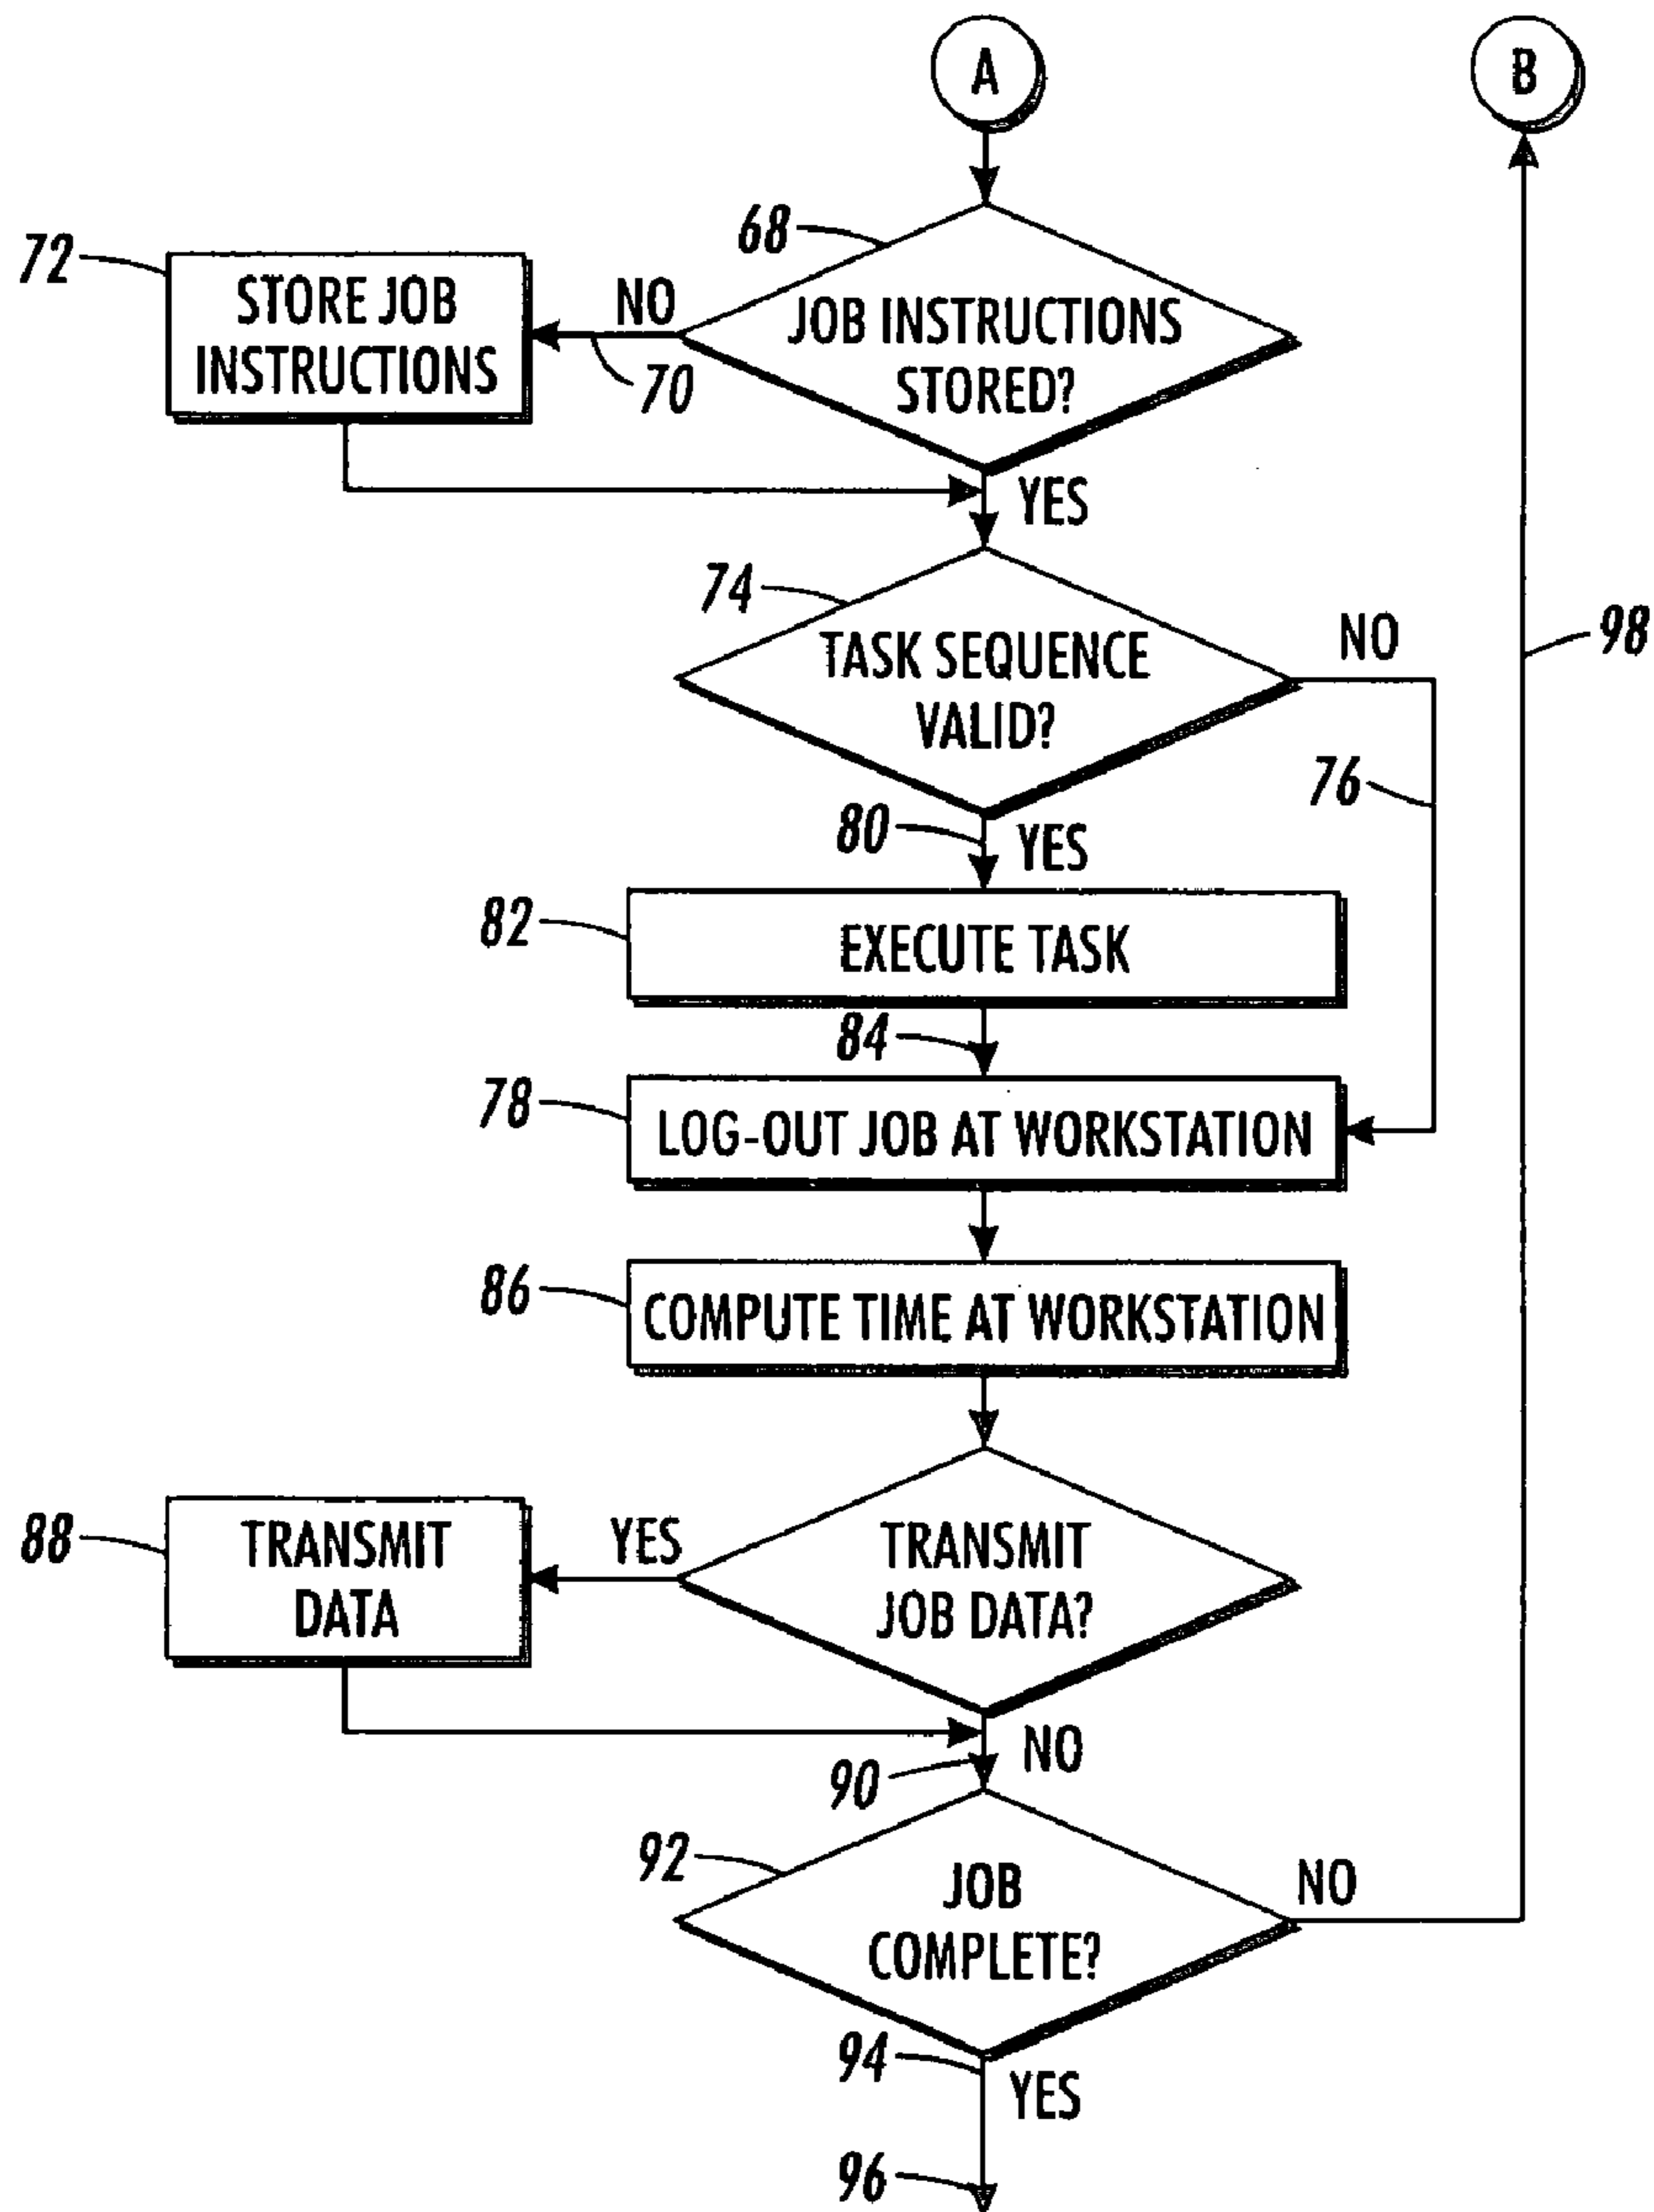 A
B
68
72
STORE JOB
INSTRUCTIONS
NO
70
JOB INSTRUCTIONS
STORED?
YES
74
TASK SEQUENCE
VALID?
NO
98
76
80
YES
82
EXECUTE TASK
84
78
LOG-OUT JOB AT WORKSTATION
86
COMPUTE TIME AT WORKSTATION
88
TRANSMIT
DATA
YES
TRANSMIT
JOB DATA?
NO
90
92
JOB
COMPLETE?
NO
94
YES
96